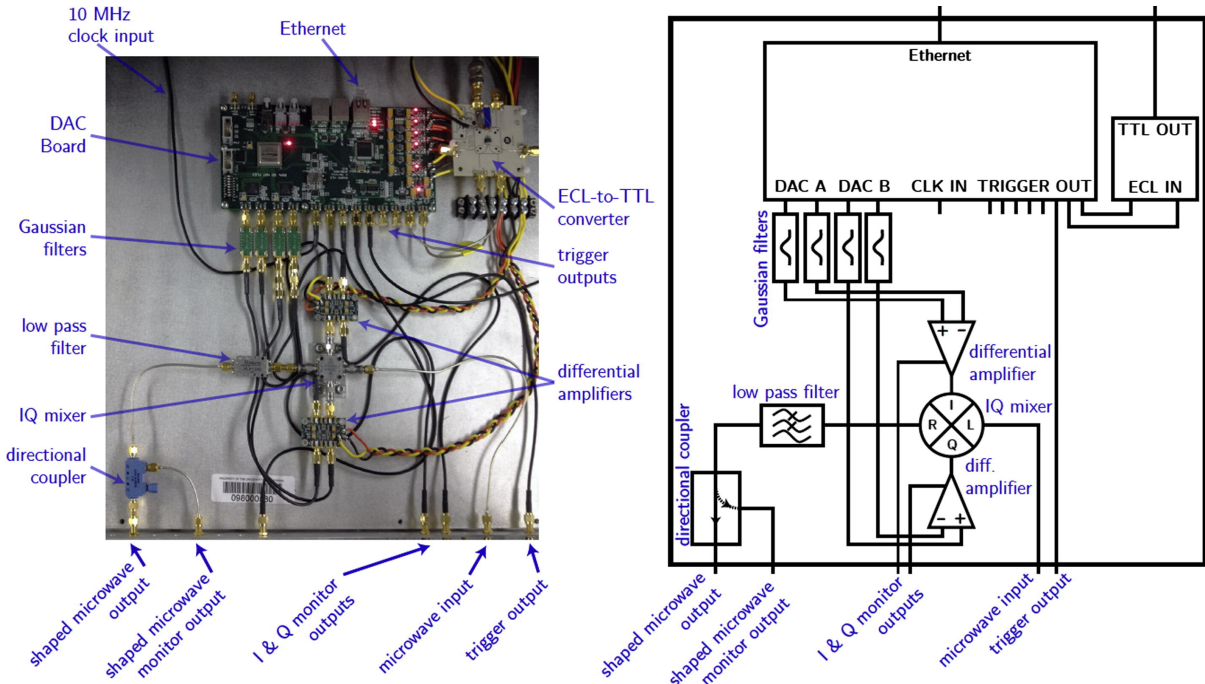 10 MHz
clock input
Ethernet
DAC
Board
ECL-to-TTL
converter
Gaussian
filters
trigger
outputs
low pass
filter
differential
amplifiers
IQ mixer
directional
coupler
shaped microwave
output
shaped microwave
monitor output
I & Q monitor
outputs
microwave input
trigger output
Ethernet
TTL OUT
DAC A DAC B CLK IN TRIGGER OUT
ECL IN
Gaussian filters
+ −
differential
amplifier
low pass filter
I
R L
Q
IQ mixer
directional coupler
diff.
amplifier
− +
shaped microwave
output
shaped microwave
monitor output
I & Q monitor
outputs
microwave input
trigger output